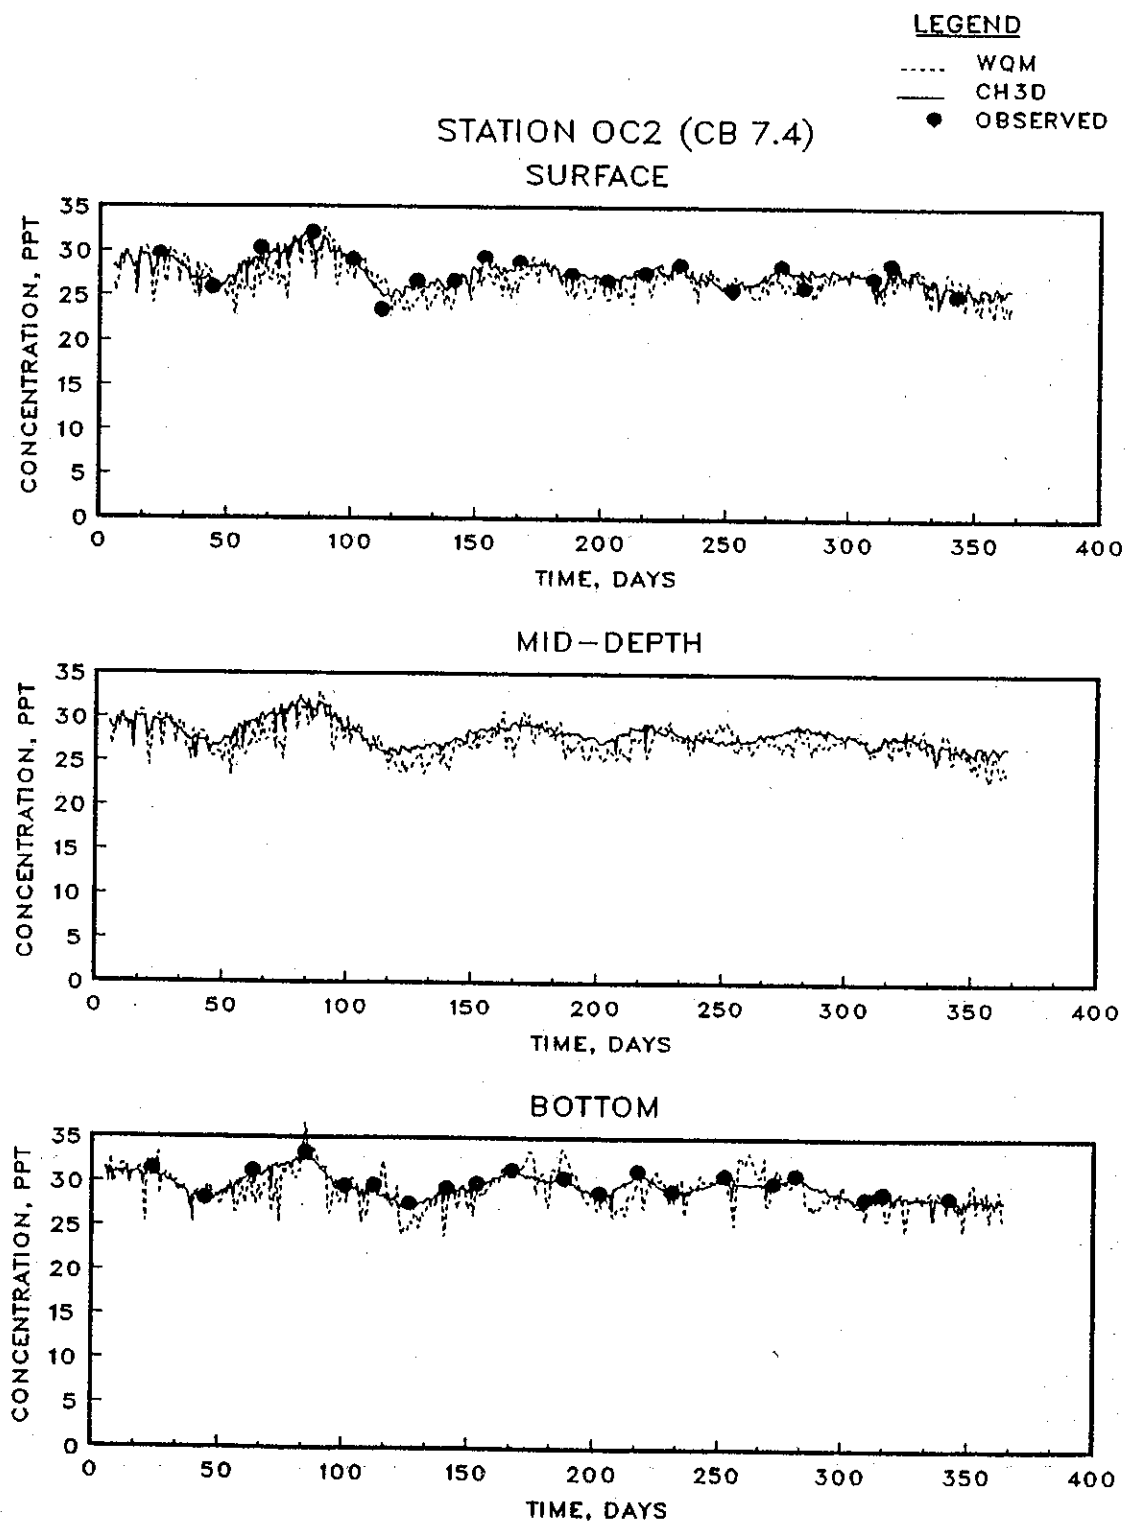 LEGEND
WQM
CH3D
OBSERVED
STATION OC2 (CB 7.4)
SURFACE
CONCENTRATION, PPT
35
30
25
20
15
10
5
0
0 50 100 150 200 250 300 350 400
TIME, DAYS
MID-DEPTH
CONCENTRATION, PPT
35
30
25
20
15
10
5
0
0 50 100 150 200 250 300 350 400
TIME, DAYS
BOTTOM
CONCENTRATION, PPT
35
30
25
20
15
10
5
0
0 50 100 150 200 250 300 350 400
TIME, DAYS